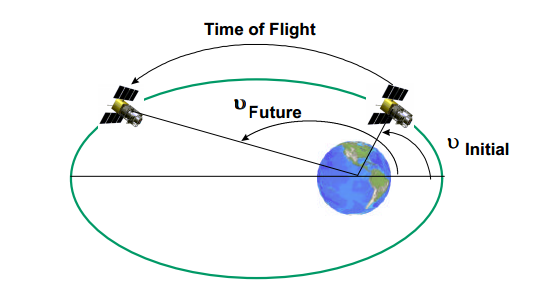 Time of Flight
υ Future
υ Initial